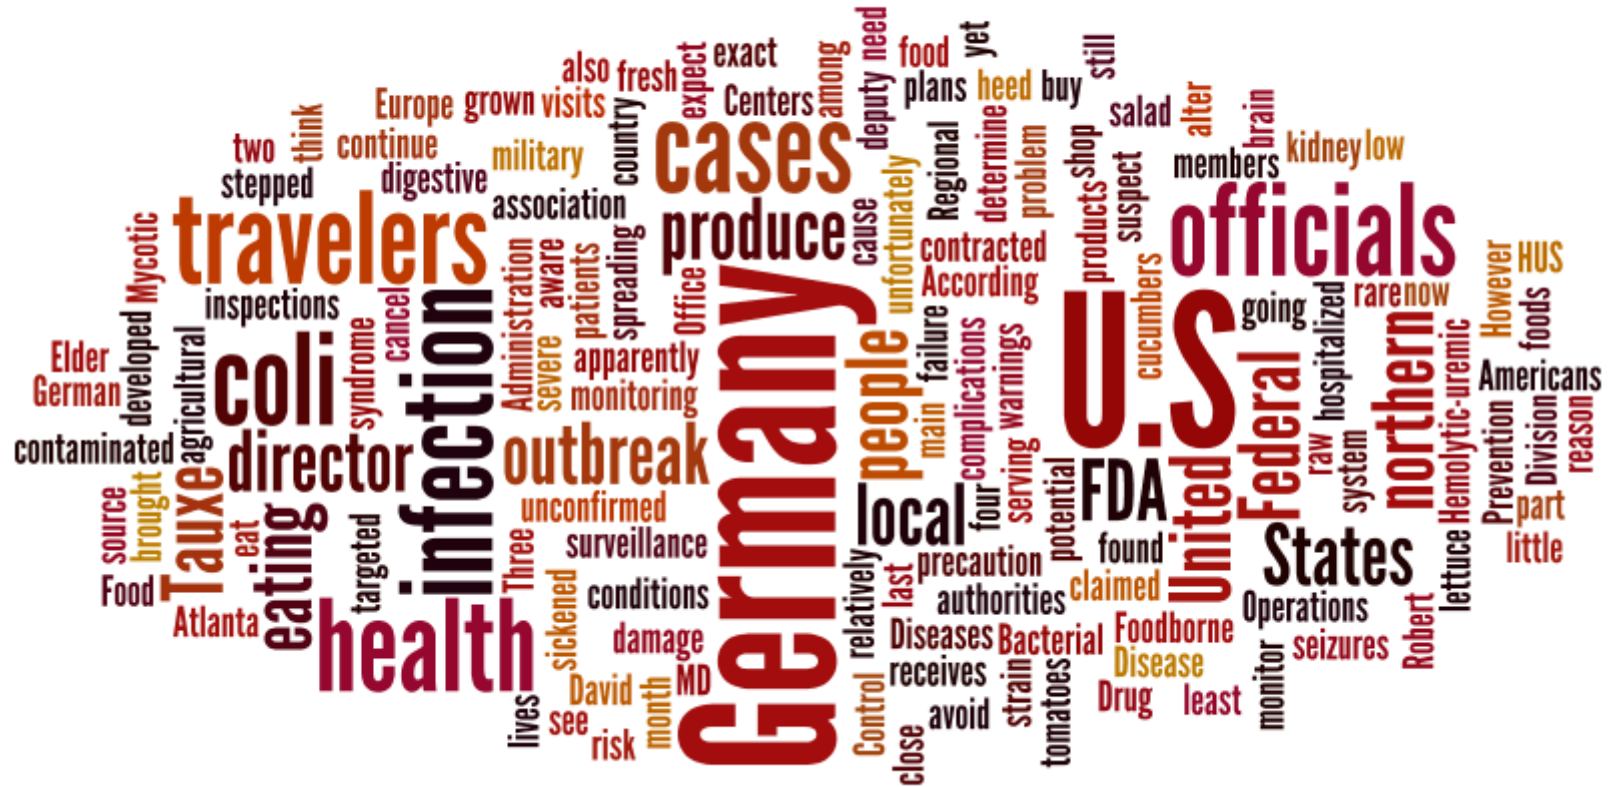 need
yet
still
food
exact
expect
among
also
fresh
deputy
plans
heed
buy
Europe
grown
visits
Centers
country
salad
alter
brain
think
two
continue
military
cases
Regional
determine
problem
shop
members
kidney
low
stepped
digestive
association
unfortunately
suspect
products
travelers
produce
cause
contracted
According
officials
Mycotic
inspections
cancel
Administration
aware
patients
spreading
Office
cucumbers
going
hospitalized
rare
now
However
HUS
foods
Elder
German
developed
agricultural
coli
syndrome
infection
severe
apparently
monitoring
Germany
people
failure
main
complications
warnings
U.S
Federal
northern
Hemolytic-uremic
Americans
contaminated
director
outbreak
serving
raw
system
Prevention
Division
reason
source
brought
Tauxe
eat
eating
targeted
unconfirmed
local
four
potential
FDA
United
part
little
surveillance
Three
precaution
found
States
lettuce
Food
Atlanta
health
sickened
conditions
relatively
last
authorities
claimed
Operations
damage
Diseases
Bacterial
Foodborne
Disease
seizures
Robert
David
MD
month
receives
strain
tomatoes
monitor
lives
see
risk
Control
close
avoid
Drug
least